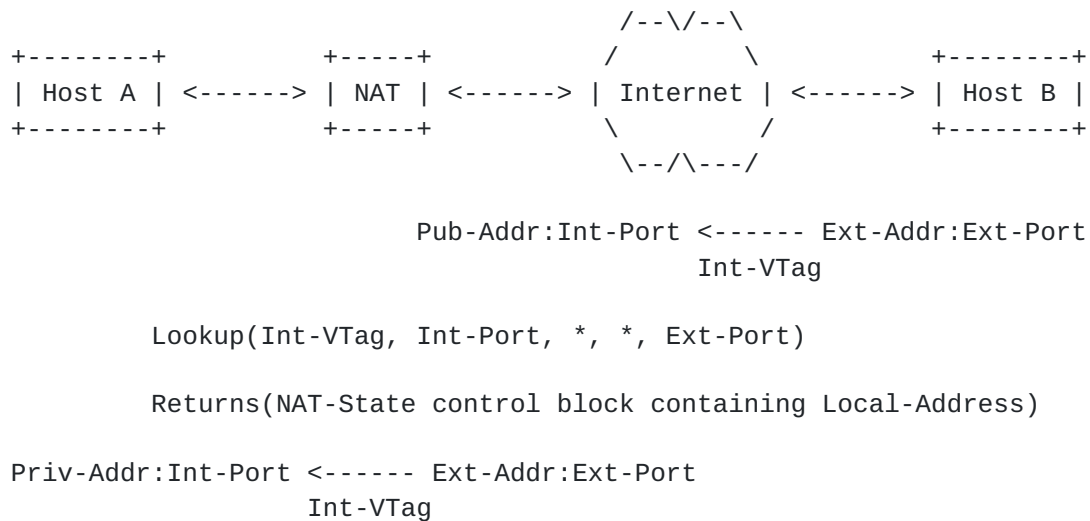 /--\/--\
+--------+          +-----+           /        \           +--------+
| Host A | <------> | NAT | <------> | Internet | <------> | Host B |
+--------+          +-----+           \         /          +--------+
\--/\---/
Pub-Addr:Int-Port <------ Ext-Addr:Ext-Port
Int-VTag
Lookup(Int-VTag, Int-Port, *, *, Ext-Port)
Returns(NAT-State control block containing Local-Address)
Priv-Addr:Int-Port <------ Ext-Addr:Ext-Port
Int-VTag